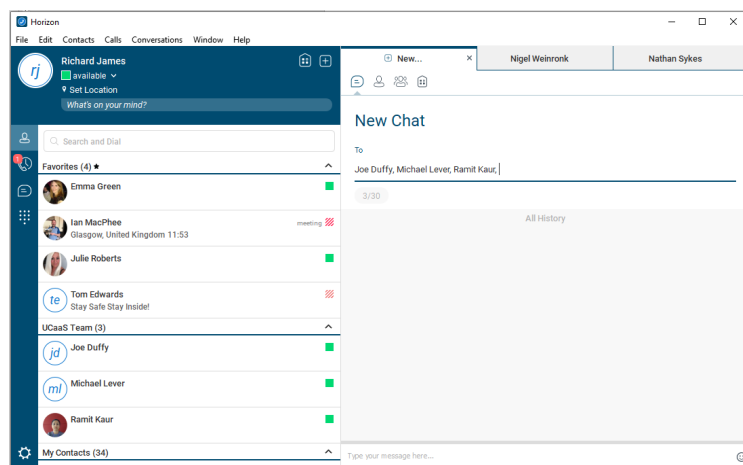 Horizon
File Edit Contacts Calls Conversations Window Help
rj
Richard James
available
Set Location
What's on your mind?
Search and Dial
1
Favorites (4) ★
Emma Green
Ian MacPhee
meeting
Glasgow, United Kingdom 11:53
Julie Roberts
te
Tom Edwards
Stay Safe Stay Inside!
UCaaS Team (3)
jd
Joe Duffy
ml
Michael Lever
Ramit Kaur
My Contacts (34)
New... ×
Nigel Weinronk
Nathan Sykes
New Chat
To
Joe Duffy, Michael Lever, Ramit Kaur,
3/30
All History
Type your message here...